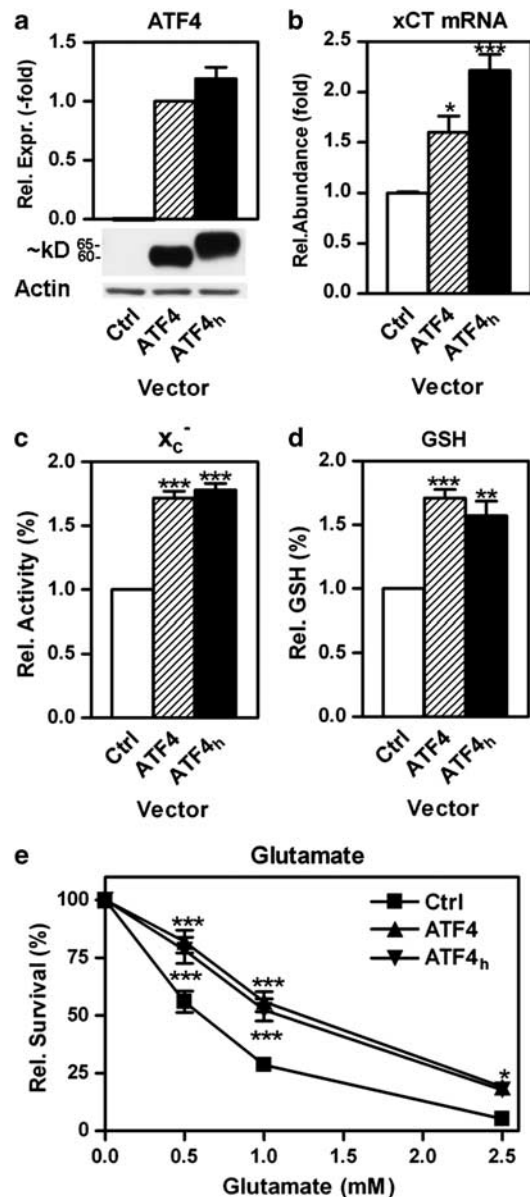 a ATF4
Rel. Expr. (-fold)
1.5
1.0
0.5
0.0
~kD 65-
60-
Actin
Ctrl ATF4 ATF4h
Vector
b xCT mRNA
Rel.Abundance (fold)
2.5
2.0
1.5
1.0
0.5
0.0
* ***
Ctrl ATF4 ATF4h
Vector
c xc-
Rel. Activity (%)
2.0
1.5
1.0
0.5
0.0
*** ***
Ctrl ATF4 ATF4h
Vector
d GSH
Rel. GSH (%)
2.0
1.5
1.0
0.5
0.0
*** **
Ctrl ATF4 ATF4h
Vector
e Glutamate
Rel. Survival (%)
100
75
50
25
0
*** *** *
*** ***
Ctrl
ATF4
ATF4h
0.0 0.5 1.0 1.5 2.0 2.5
Glutamate (mM)